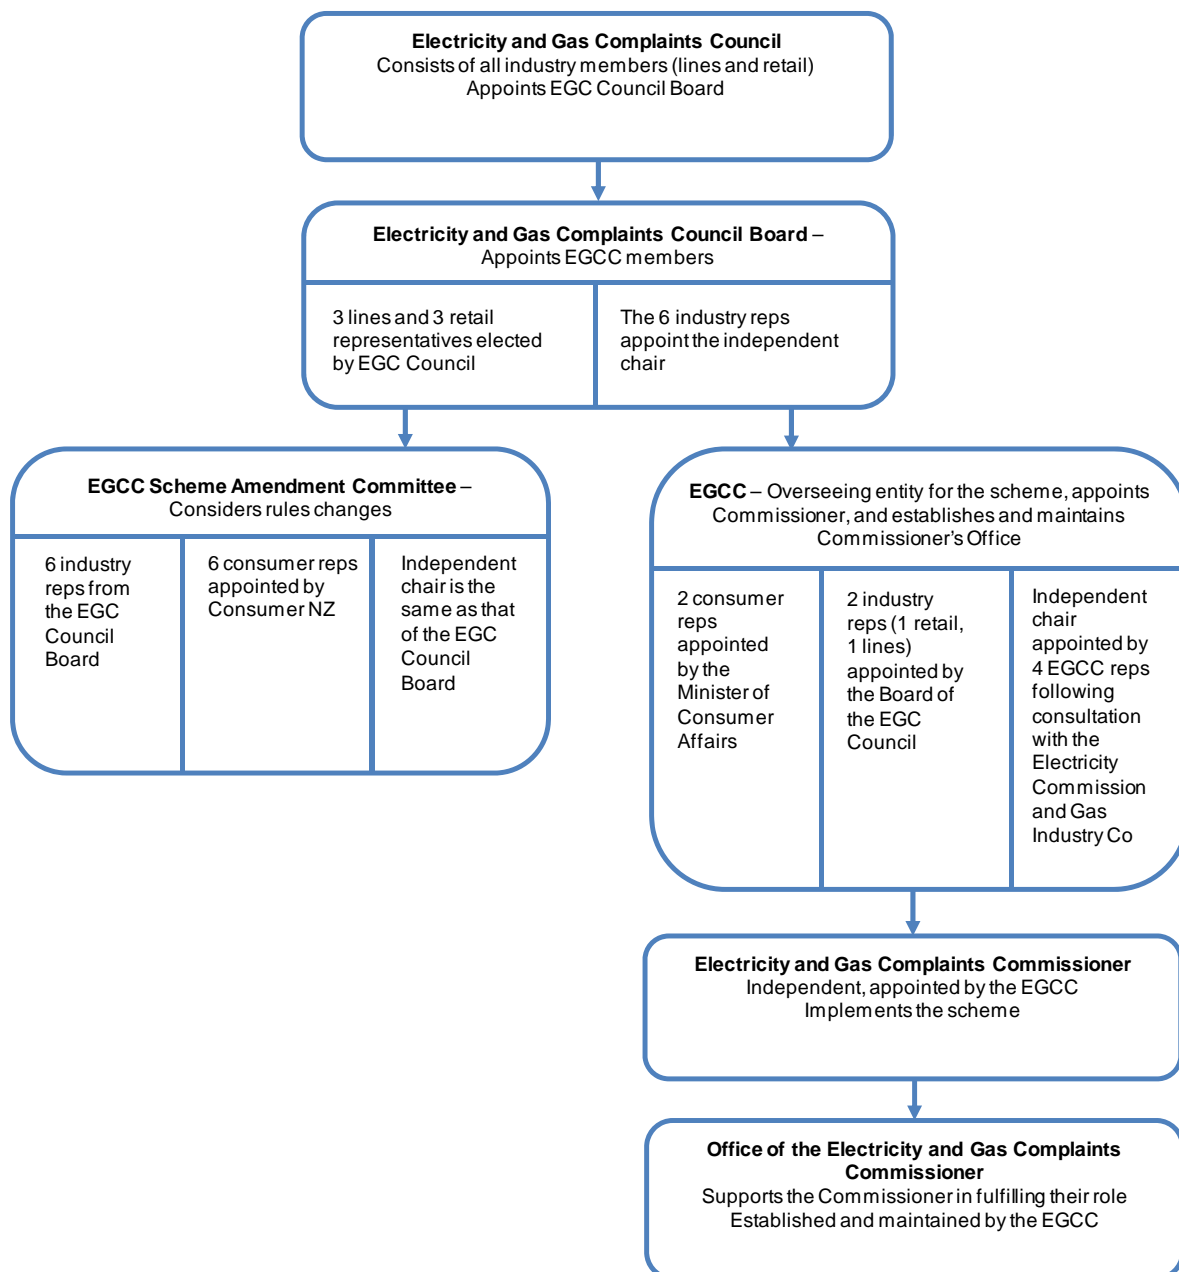 Electricity and Gas Complaints Council
Consists of all industry members (lines and retail)
Appoints EGC Council Board
Electricity and Gas Complaints Council Board –
Appoints EGCC members
3 lines and 3 retail
representatives elected
by EGC Council
The 6 industry reps
appoint the independent
chair
EGCC Scheme Amendment Committee –
Considers rules changes
6 industry
reps from
the EGC
Council
Board
6 consumer reps
appointed by
Consumer NZ
Independent
chair is the
same as that
of the EGC
Council
Board
EGCC – Overseeing entity for the scheme, appoints
Commissioner, and establishes and maintains
Commissioner's Office
2 consumer
reps
appointed
by the
Minister of
Consumer
Affairs
2 industry
reps (1 retail,
1 lines)
appointed by
the Board of
the EGC
Council
Independent
chair
appointed by
4 EGCC reps
following
consultation
with the
Electricity
Commission
and Gas
Industry Co
Electricity and Gas Complaints Commissioner
Independent, appointed by the EGCC
Implements the scheme
Office of the Electricity and Gas Complaints
Commissioner
Supports the Commissioner in fulfilling their role
Established and maintained by the EGCC